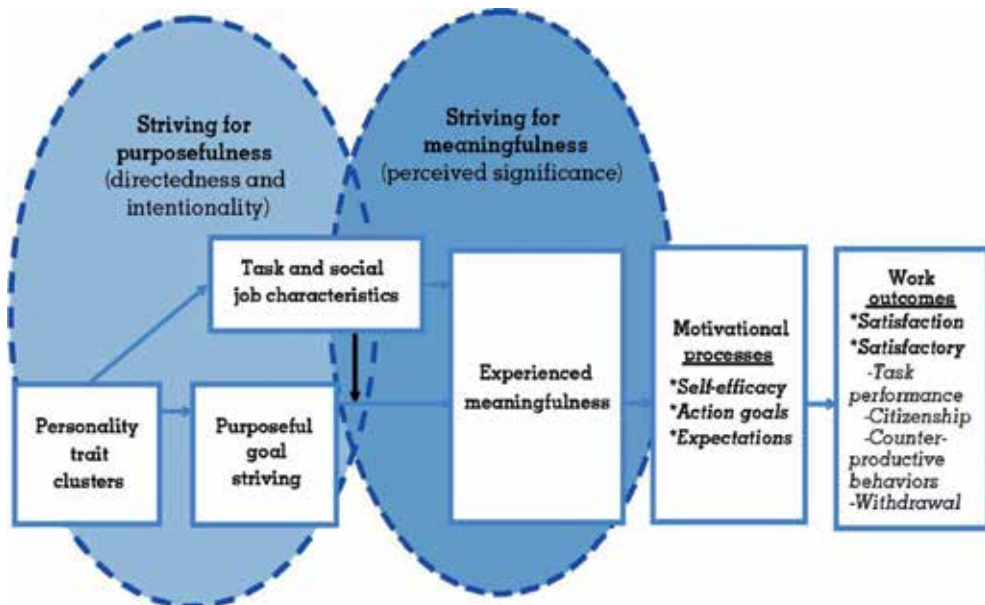 Striving for
purposefulness
(directedness and
intentionality)
Striving for
meaningfulness
(perceived significance)
Task and social
job characteristics
Personality
trait
clusters
Purposeful
goal
striving
Experienced
meaningfulness
Motivational
processes
*Self-efficacy
*Action goals
*Expectations
Work
outcomes
*Satisfaction
*Satisfactory
-Task
performance
-Citizenship
-Counter-
productive
behaviors
-Withdrawal